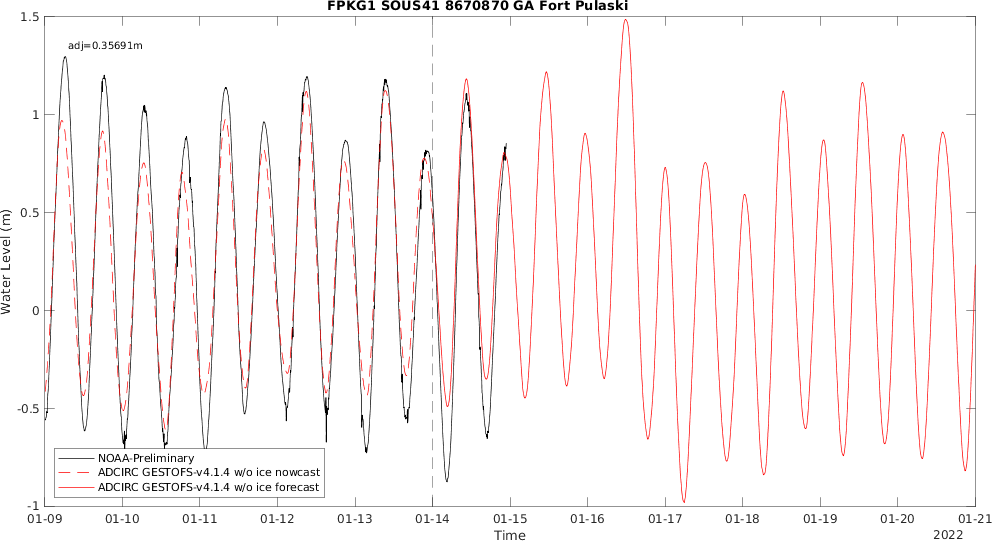 FPKG1 SOUS41 8670870 GA Fort Pulaski
adj=0.35691m
1.5
1
0.5
0
-0.5
-1
Water Level (m)
NOAA-Preliminary
ADCIRC GESTOFS-v4.1.4 w/o ice nowcast
ADCIRC GESTOFS-v4.1.4 w/o ice forecast
01-09 01-10 01-11 01-12 01-13 01-14 01-15 01-16 01-17 01-18 01-19 01-20 01-21
Time
2022